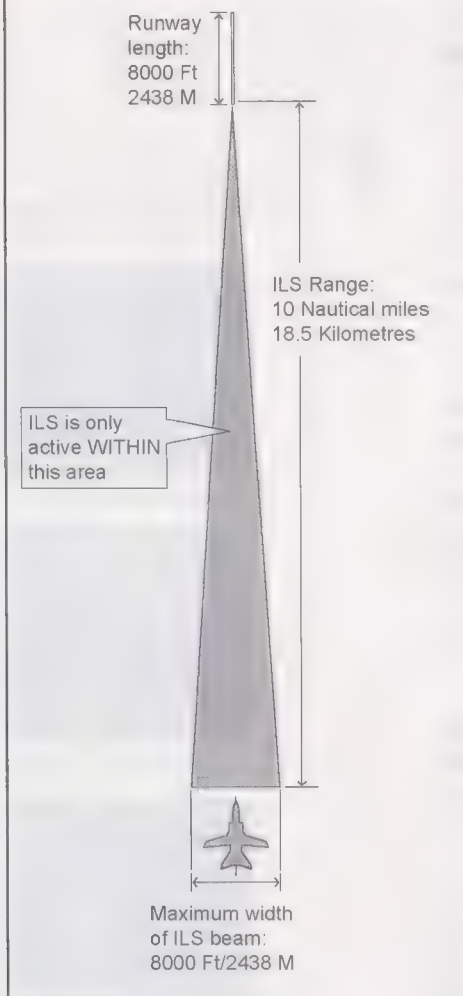 Runway
length:
8000 Ft
2438 M
ILS Range:
10 Nautical miles
18.5 Kilometres
ILS is only
active WITHIN
this area
Maximum width
of ILS beam:
8000 Ft/2438 M